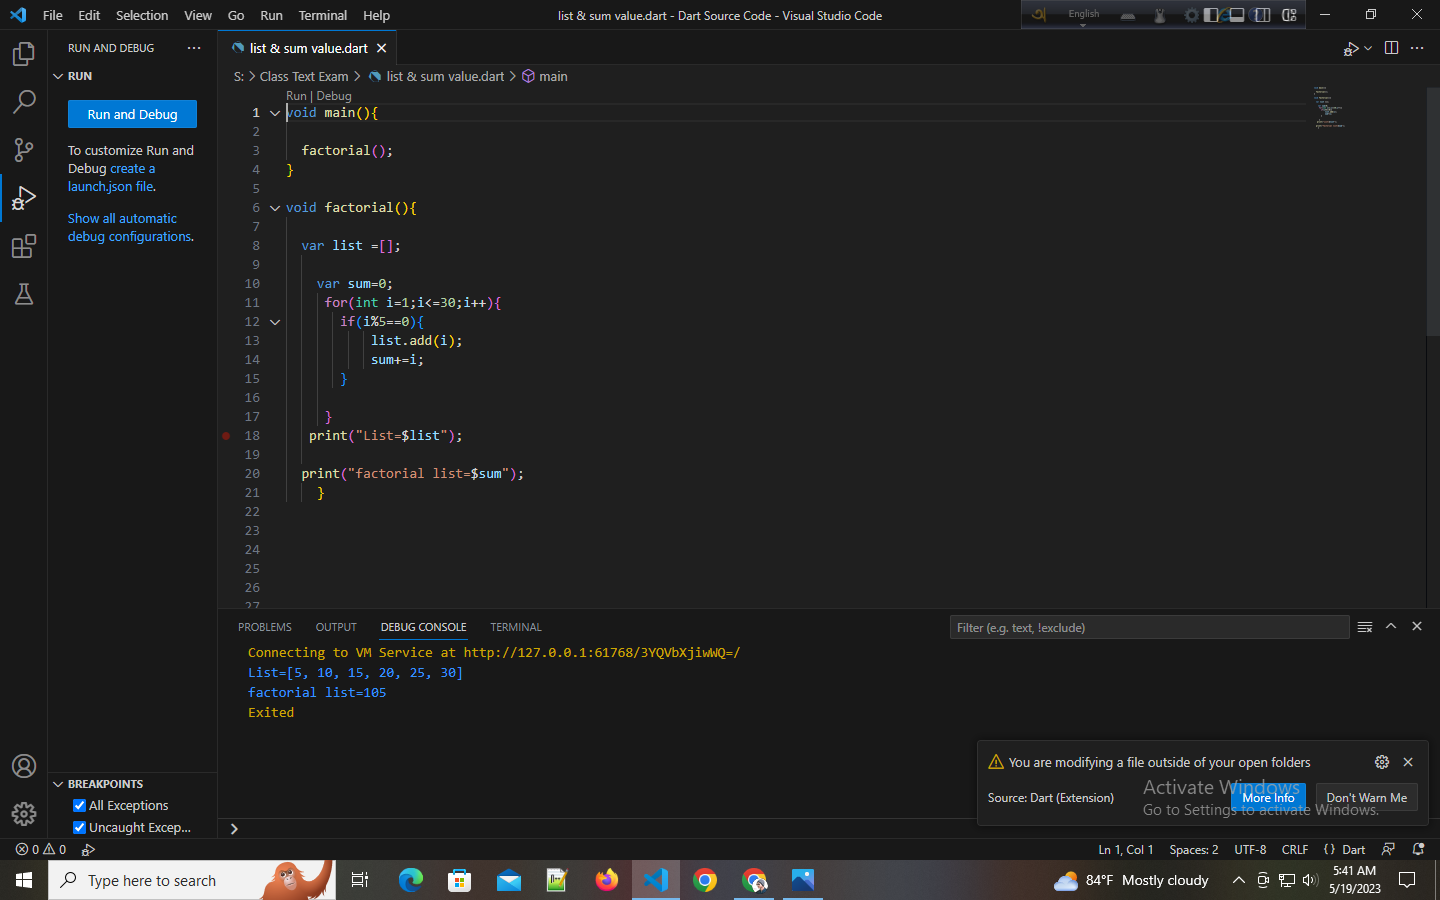 File Edit Selection View Go Run Terminal Help
list & sum value.dart - Dart Source Code - Visual Studio Code
English
RUN AND DEBUG
RUN
Run and Debug
To customize Run and
Debug create a
launch.json file.
Show all automatic
debug configurations.
BREAKPOINTS
All Exceptions
Uncaught Excep...
list & sum value.dart
S: > Class Text Exam > list & sum value.dart > main
Run | Debug
1 void main(){
2
3 factorial();
4 }
5
6 void factorial(){
7
8 var list =[];
9
10 var sum=0;
11 for(int i=1;i<=30;i++){
12 if(i%5==0){
13 list.add(i);
14 sum+=i;
15 }
16
17 }
18 print("List=$list");
19
20 print("factorial list=$sum");
21 }
22
23
24
25
26
27
PROBLEMS OUTPUT DEBUG CONSOLE TERMINAL
Filter (e.g. text, !exclude)
Connecting to VM Service at http://127.0.0.1:61768/3YQVbXjiwWQ=/
List=[5, 10, 15, 20, 25, 30]
factorial list=105
Exited
You are modifying a file outside of your open folders
Source: Dart (Extension)
More Info
Don't Warn Me
Activate Windows
Go to Settings to activate Windows.
0 0
Ln 1, Col 1 Spaces: 2 UTF-8 CRLF {} Dart
Type here to search
84°F Mostly cloudy
5:41 AM
5/19/2023